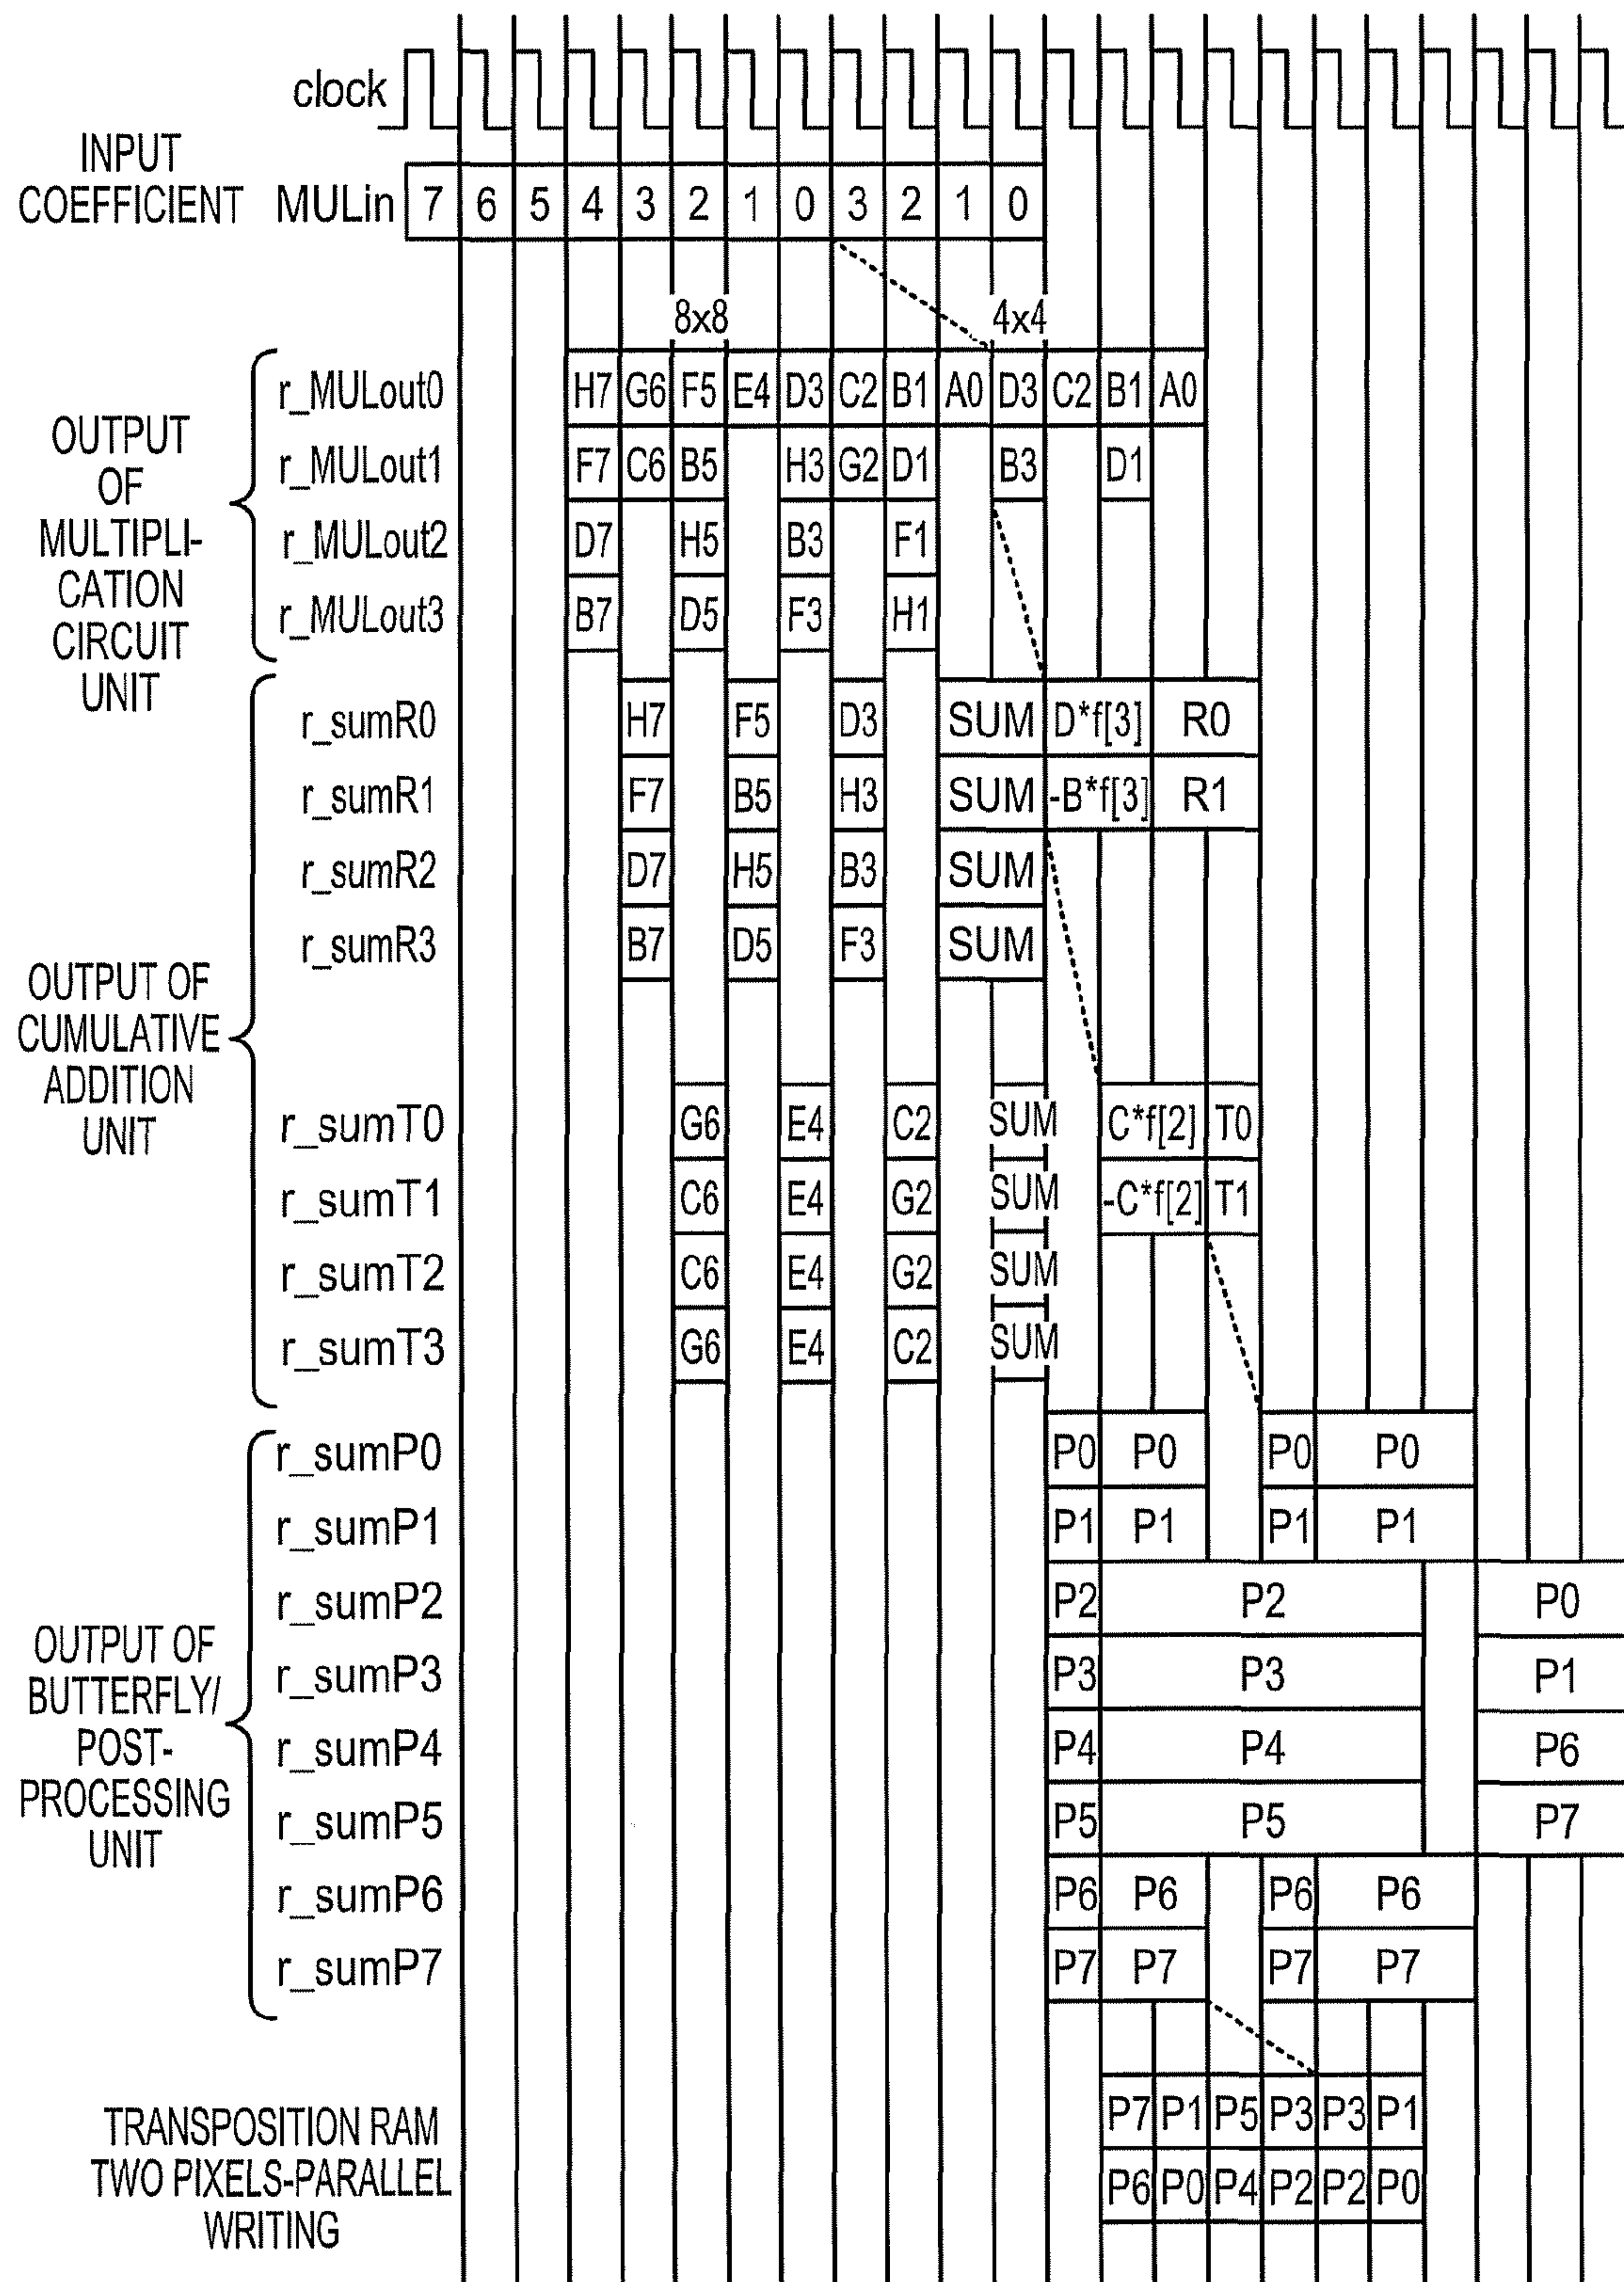 clock
INPUT
COEFFICIENT
MULin 7 6 5 4 3 2 1 0 3 2 1 0
8x8 4x4
OUTPUT
OF
MULTIPLI-
CATION
CIRCUIT
UNIT
r_MULout0 H7 G6 F5 E4 D3 C2 B1 A0 D3 C2 B1 A0
r_MULout1 F7 C6 B5 H3 G2 D1 B3 D1
r_MULout2 D7 H5 B3 F1
r_MULout3 B7 D5 F3 H1
OUTPUT OF
CUMULATIVE
ADDITION
UNIT
r_sumR0 H7 F5 D3 SUM D*f[3] R0
r_sumR1 F7 B5 H3 SUM -B*f[3] R1
r_sumR2 D7 H5 B3 SUM
r_sumR3 B7 D5 F3 SUM
r_sumT0 G6 E4 C2 SUM C*f[2] T0
r_sumT1 C6 E4 G2 SUM -C*f[2] T1
r_sumT2 C6 E4 G2 SUM
r_sumT3 G6 E4 C2 SUM
OUTPUT OF
BUTTERFLY/
POST-
PROCESSING
UNIT
r_sumP0 P0 P0 P0 P0
r_sumP1 P1 P1 P1 P1
r_sumP2 P2 P2 P0
r_sumP3 P3 P3 P1
r_sumP4 P4 P4 P6
r_sumP5 P5 P5 P7
r_sumP6 P6 P6 P6 P6
r_sumP7 P7 P7 P7 P7
TRANSPOSITION RAM
TWO PIXELS-PARALLEL
WRITING
P7 P1 P5 P3 P3 P1
P6 P0 P4 P2 P2 P0